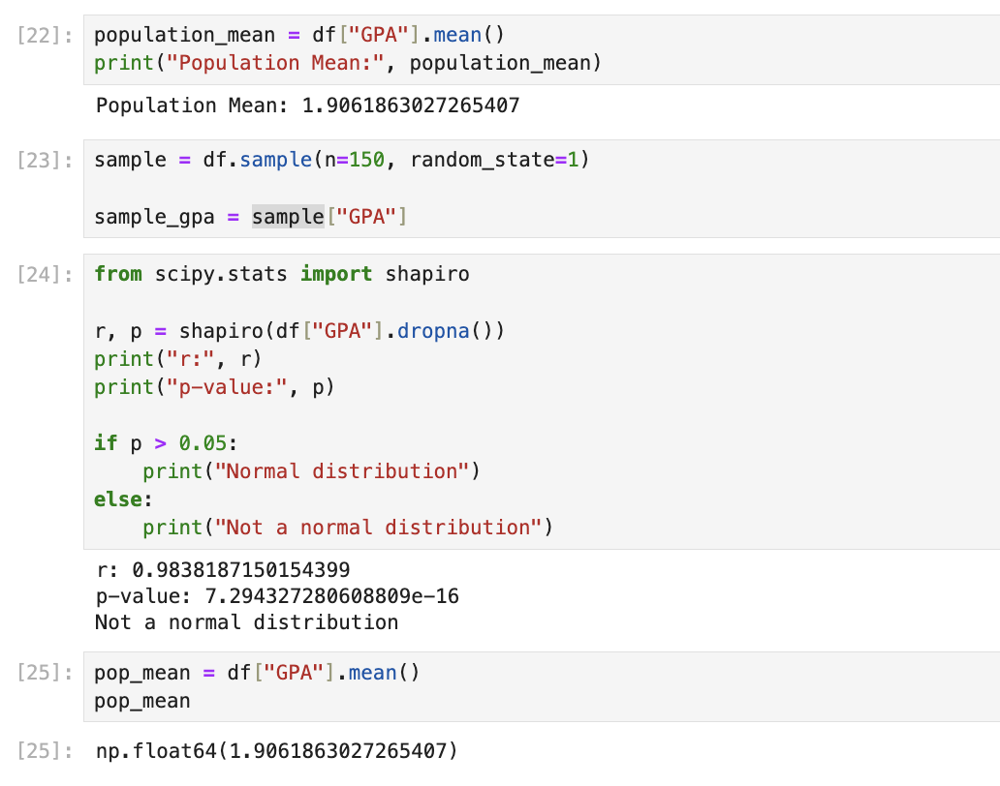 [22]: population_mean = df["GPA"].mean()
print("Population Mean:", population_mean)
Population Mean: 1.9061863027265407
[23]: sample = df.sample(n=150, random_state=1)
sample_gpa = sample["GPA"]
[24]: from scipy.stats import shapiro
r, p = shapiro(df["GPA"].dropna())
print("r:", r)
print("p-value:", p)
if p > 0.05:
    print("Normal distribution")
else:
    print("Not a normal distribution")
r: 0.9838187150154399
p-value: 7.294327280608809e-16
Not a normal distribution
[25]: pop_mean = df["GPA"].mean()
pop_mean
[25]: np.float64(1.9061863027265407)